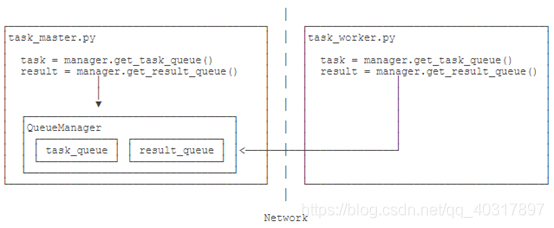 task_master.py
task = manager.get_task_queue()
result = manager.get_result_queue()
QueueManager
task_queue
result_queue
task_worker.py
task = manager.get_task_queue()
result = manager.get_result_queue()
Network
https://blog.csdn.net/qq_40317897